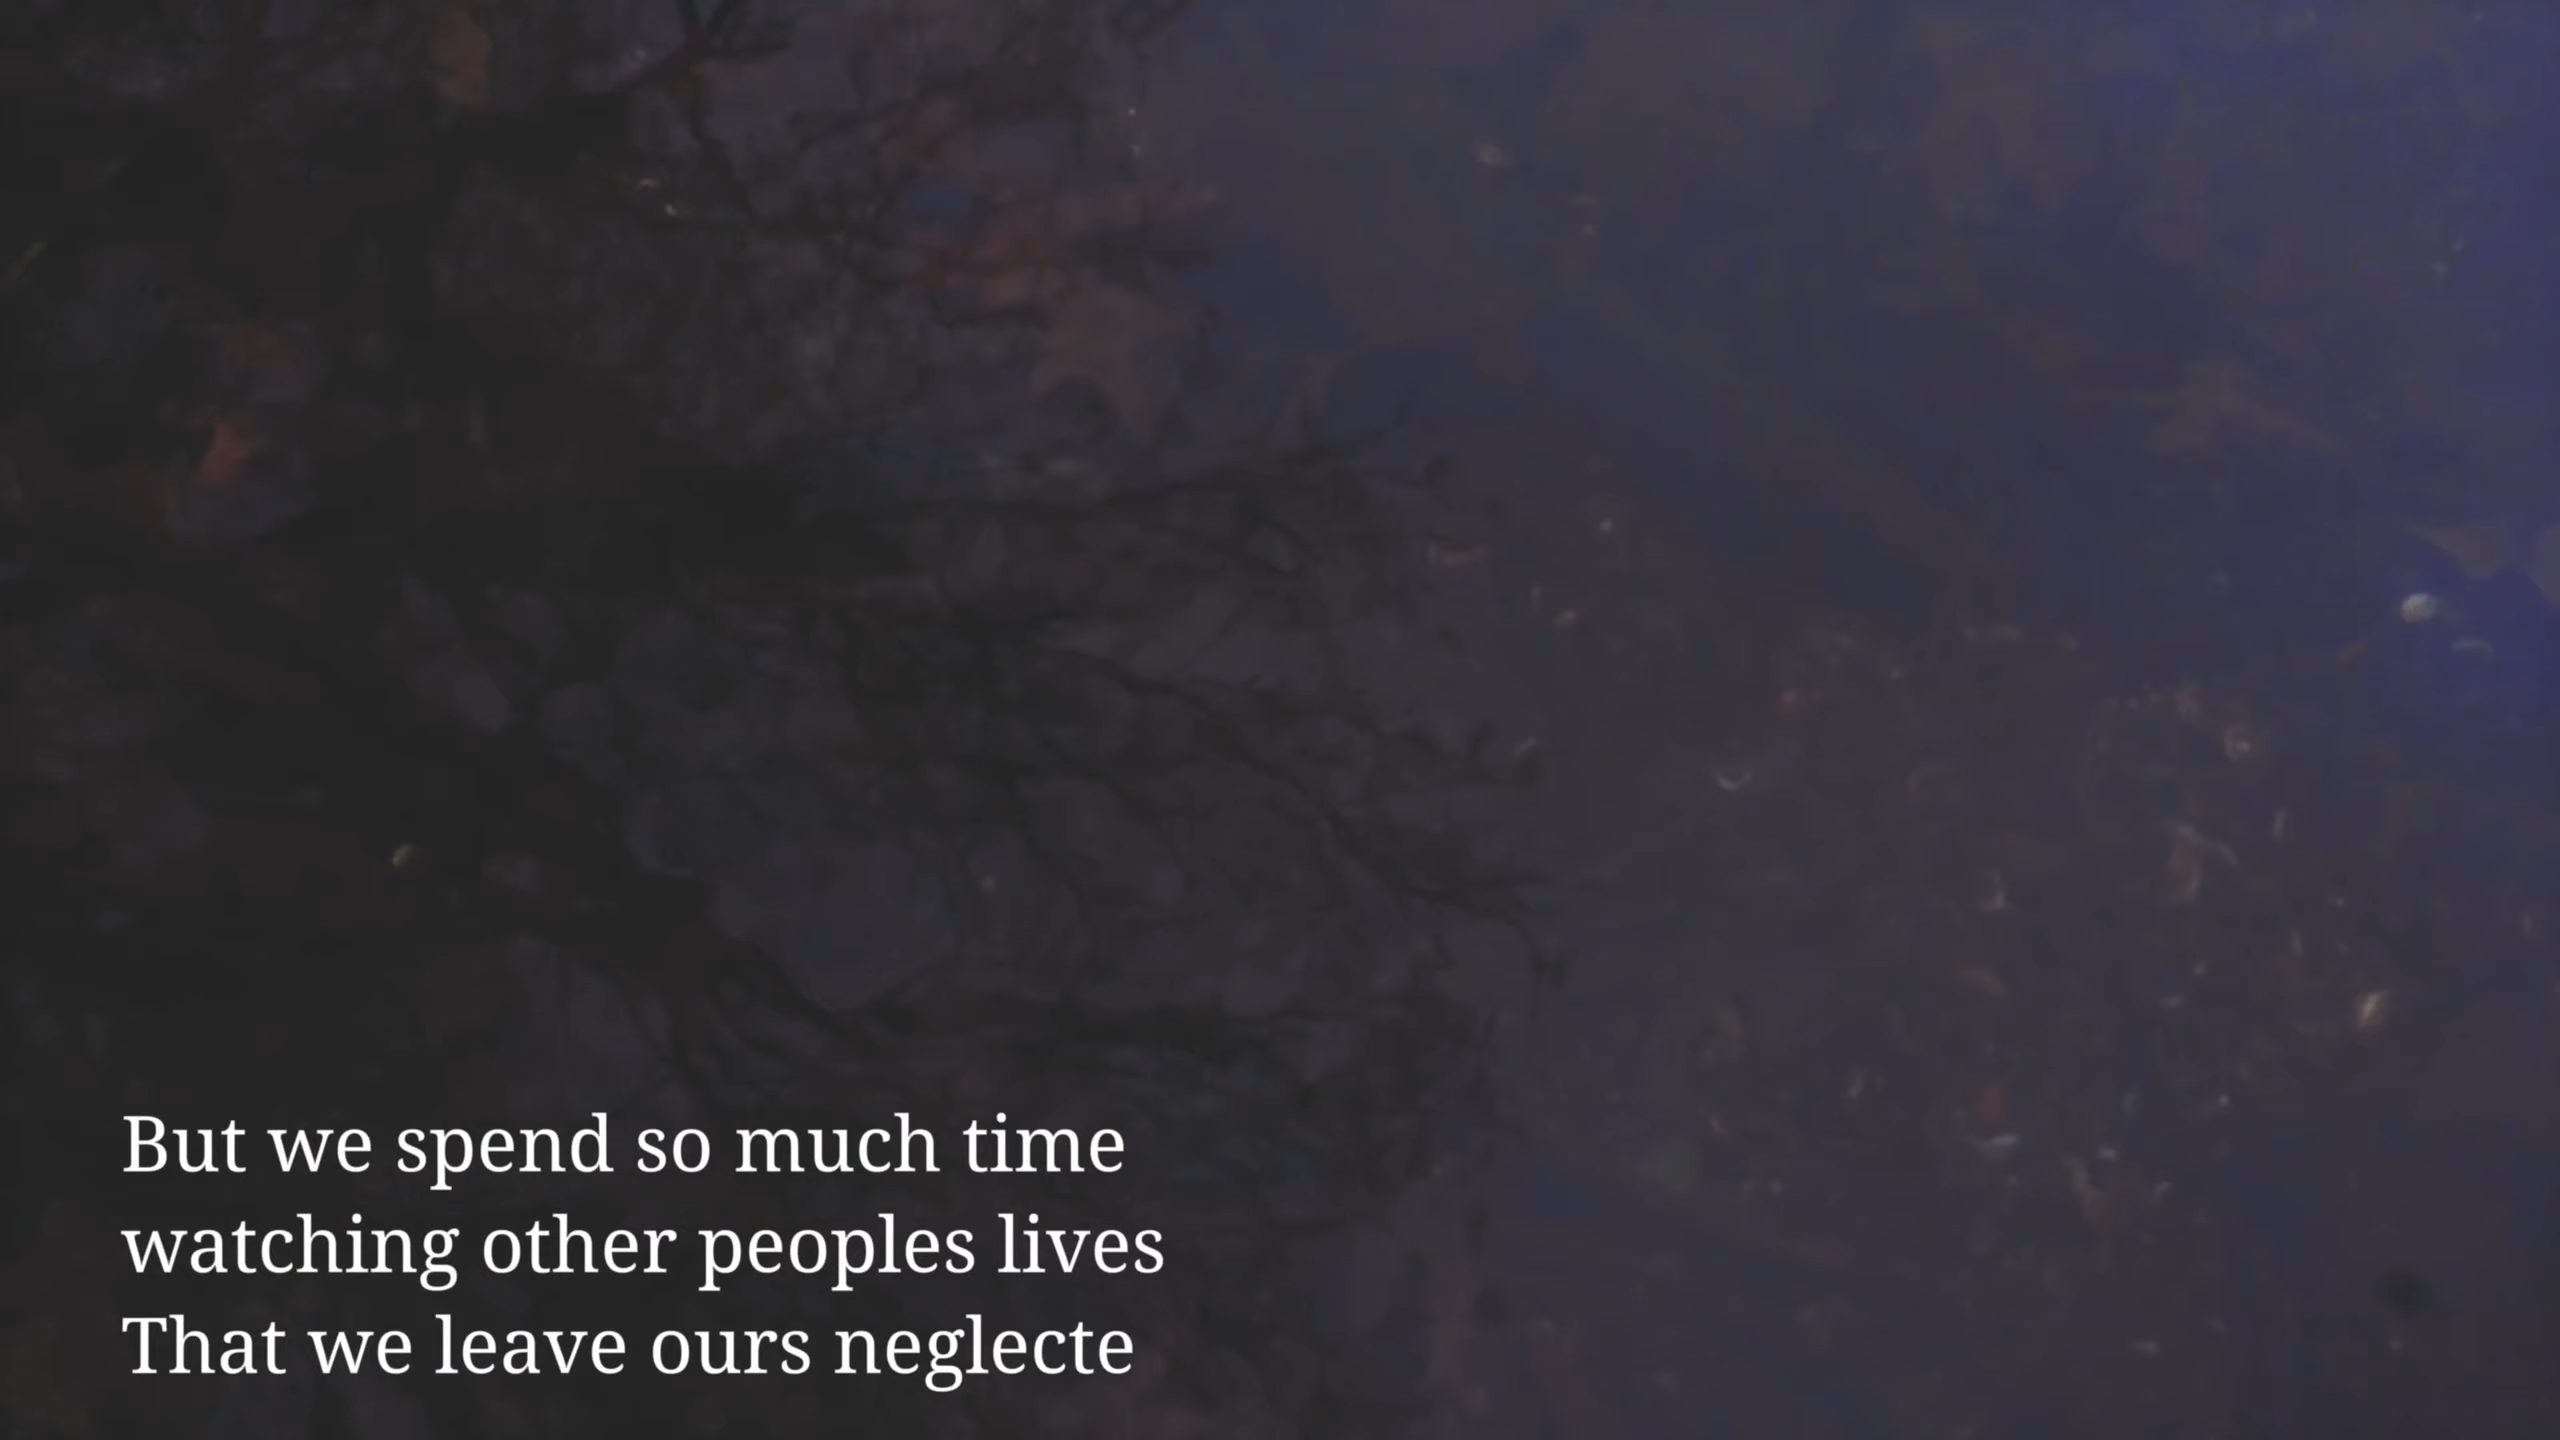 But we spend so much time
watching other peoples lives
That we leave ours neglecte